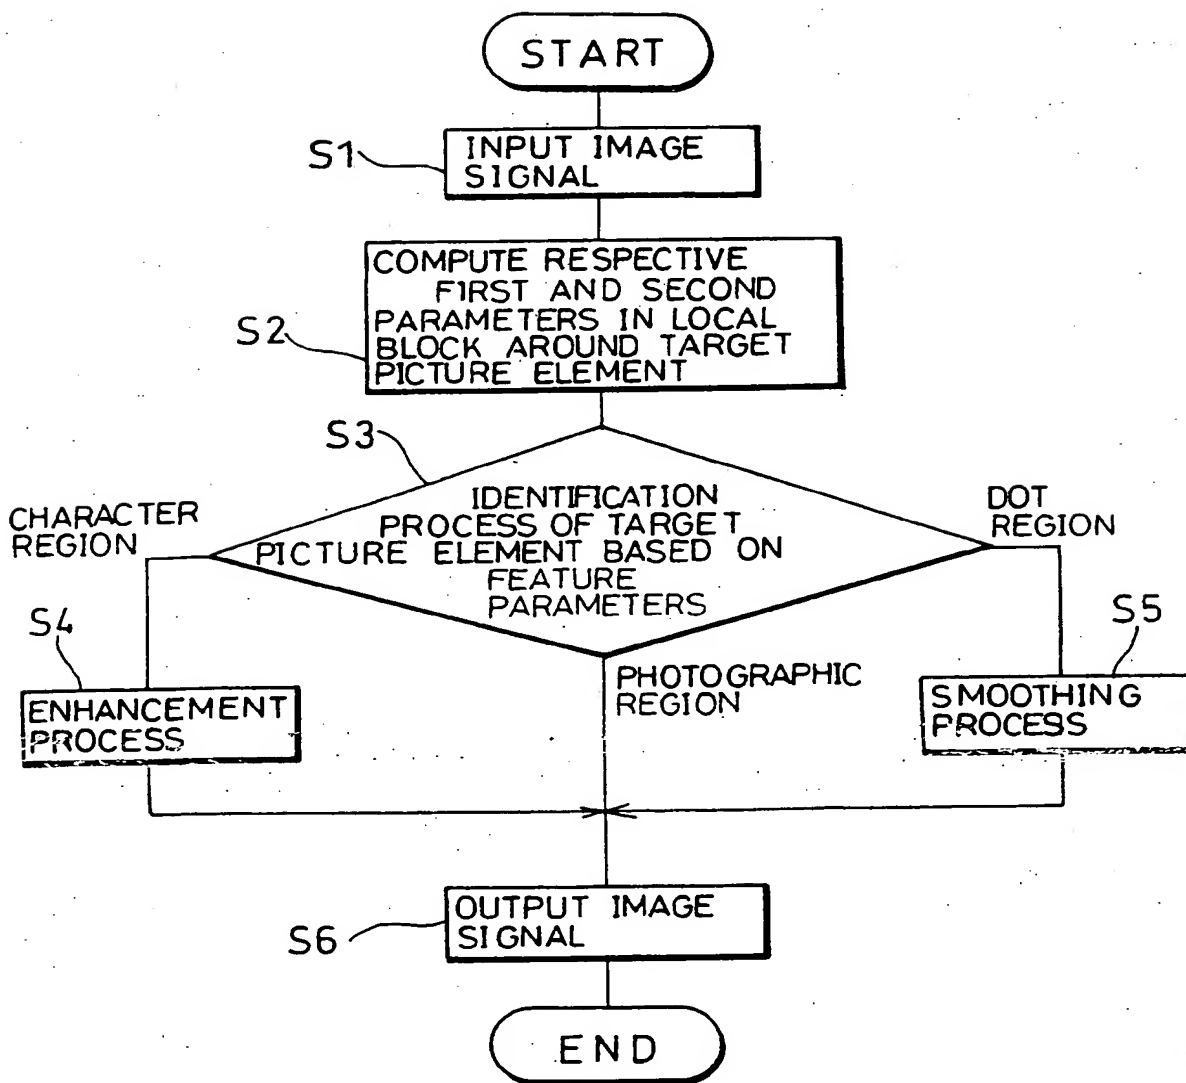 START
S1
INPUT IMAGE
SIGNAL
S2
COMPUTE RESPECTIVE
FIRST AND SECOND
PARAMETERS IN LOCAL
BLOCK AROUND TARGET
PICTURE ELEMENT
S3
IDENTIFICATION
PROCESS OF TARGET
PICTURE ELEMENT BASED ON
FEATURE
PARAMETERS
CHARACTER
REGION
DOT
REGION
PHOTOGRAPHIC
REGION
S4
ENHANCEMENT
PROCESS
S5
SMOOTHING
PROCESS
S6
OUTPUT IMAGE
SIGNAL
END